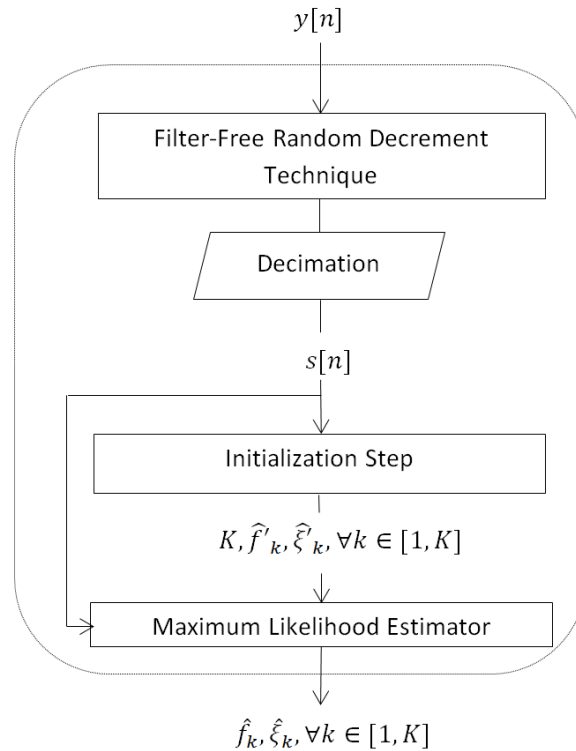 y[n]
Filter-Free Random Decrement
Technique
Decimation
s[n]
Initialization Step
K, f̂'ₖ, ξ̂'ₖ, ∀k ∈ [1, K]
Maximum Likelihood Estimator
f̂ₖ, ξ̂ₖ, ∀k ∈ [1, K]